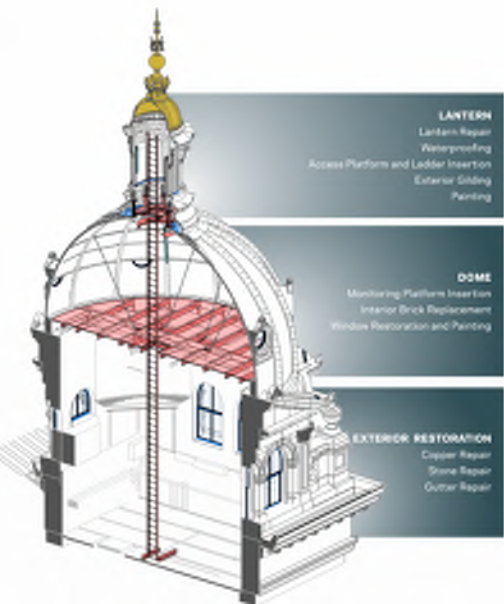 LANTERN
Lantern Repair
Waterproofing
Access Platform and Ladder Insertion
Exterior Gilding
Painting
DOME
Monitoring Platform Insertion
Interior Brick Replacement
Window Restoration and Painting
EXTERIOR RESTORATION
Copper Repair
Stone Repair
Gutter Repair